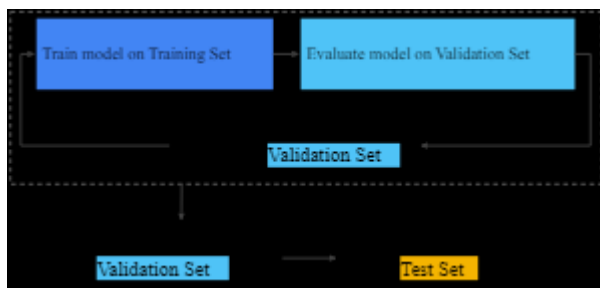 Train model on Training Set
Evaluate model on Validation Set
Validation Set
Validation Set
Test Set